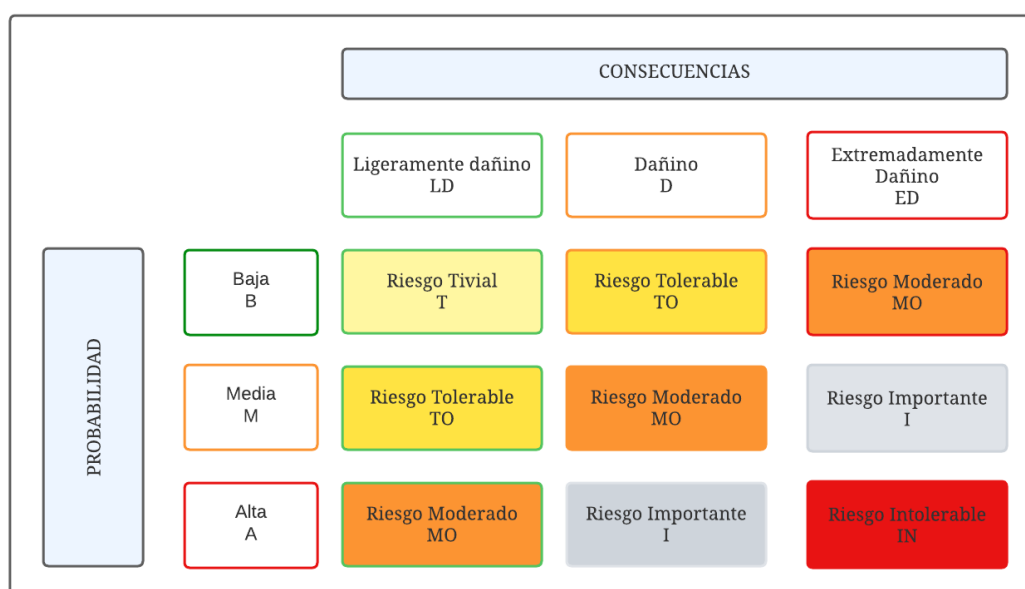 CONSECUENCIAS
Ligeramente dañino
LD
Dañino
D
Extremadamente
Dañino
ED
PROBABILIDAD
Baja
B
Riesgo Tivial
T
Riesgo Tolerable
TO
Riesgo Moderado
MO
Media
M
Riesgo Tolerable
TO
Riesgo Moderado
MO
Riesgo Importante
I
Alta
A
Riesgo Moderado
MO
Riesgo Importante
I
Riesgo Intolerable
IN